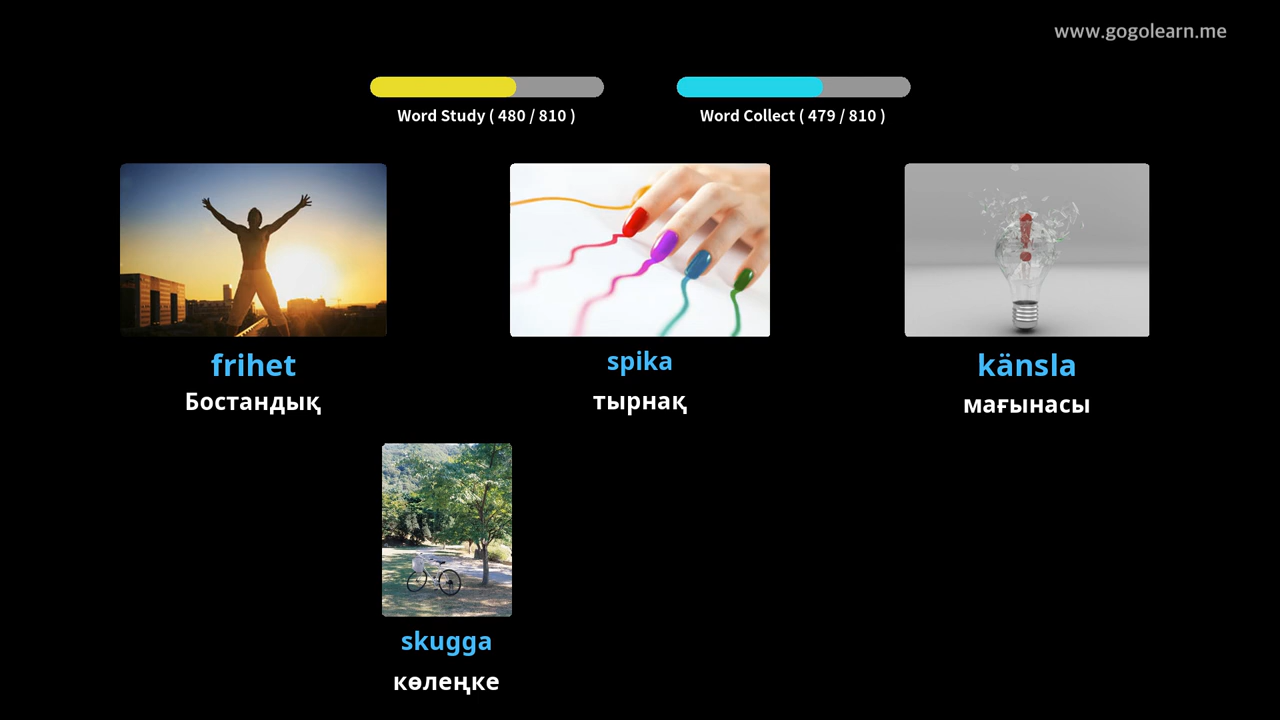 www.gogolearn.me
Word Study ( 480 / 810 )
Word Collect ( 479 / 810 )
frihet
Бостандық
spika
тырнақ
känsla
мағынасы
skugga
көлеңке